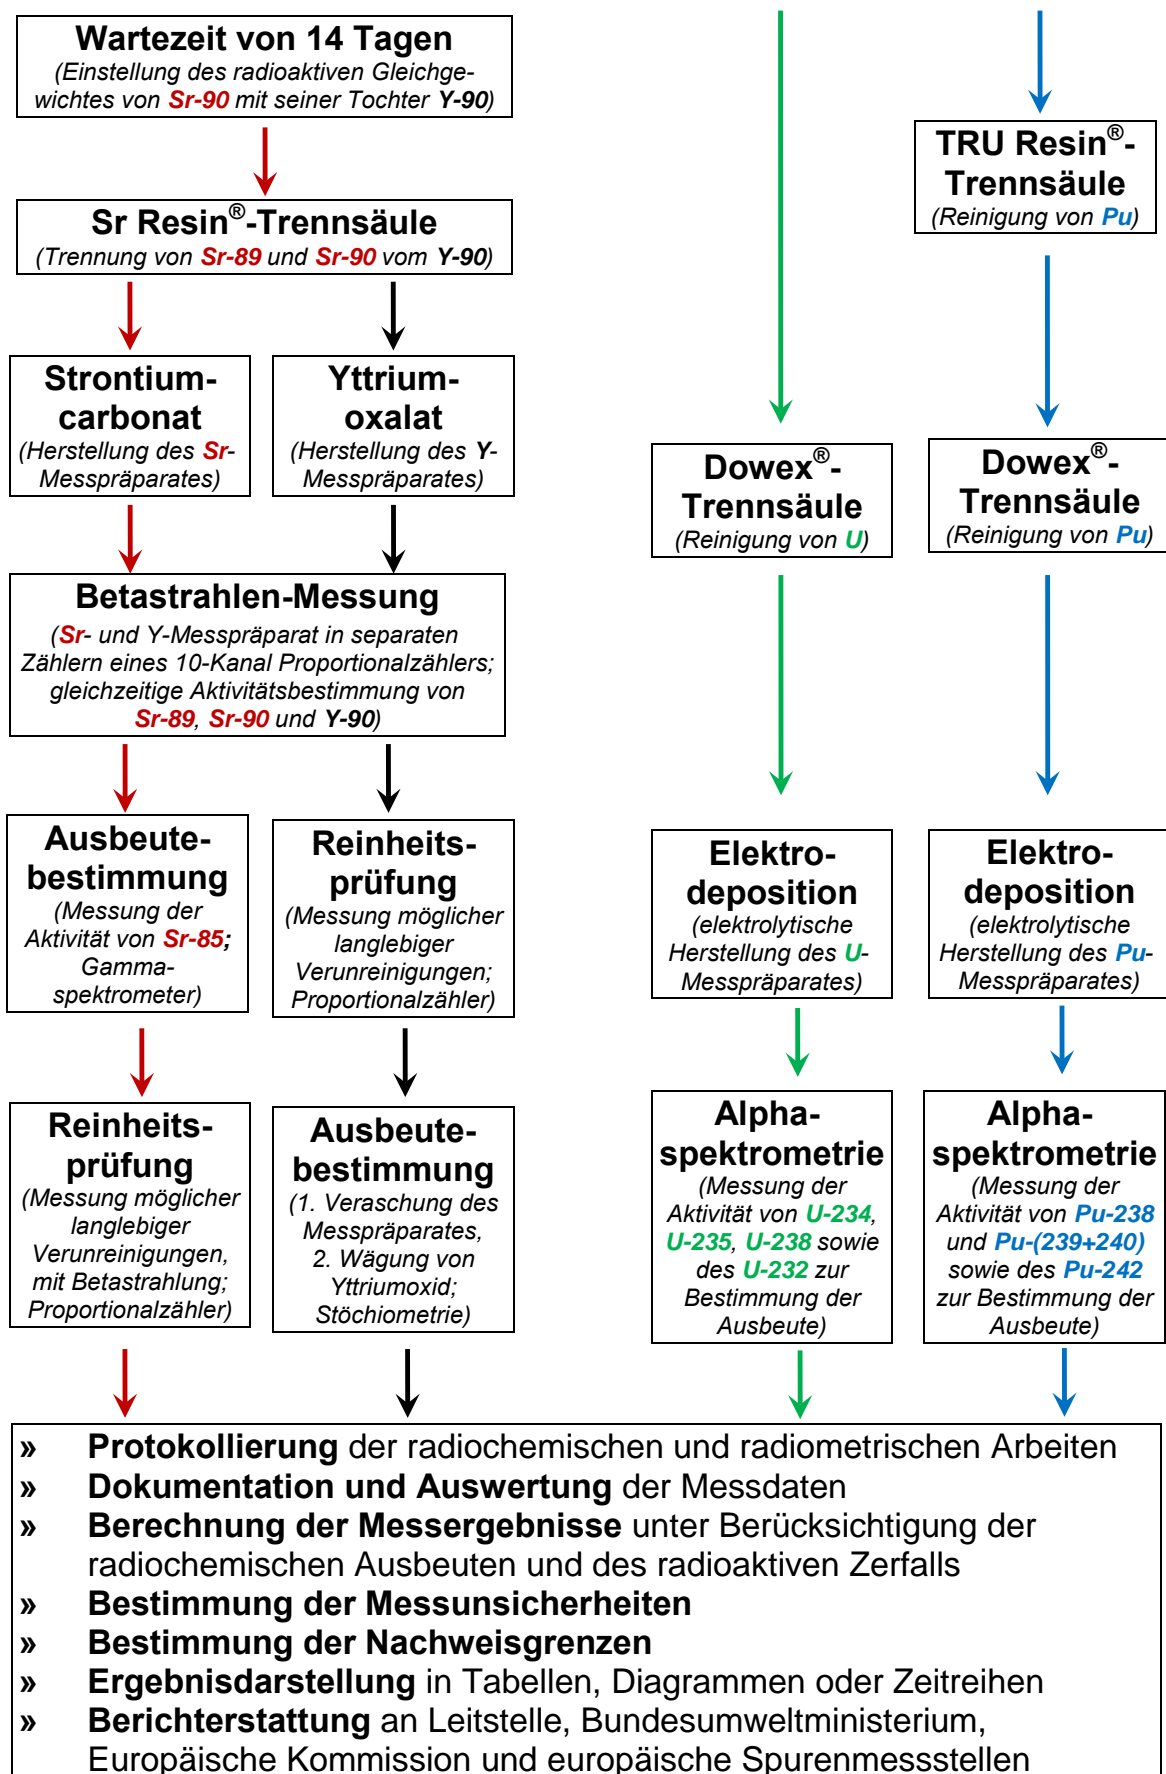 Wartezeit von 14 Tagen
(Einstellung des radioaktiven Gleichge-
wichtes von Sr-90 mit seiner Tochter Y-90)
TRU Resin®-
Trennsäule
(Reinigung von Pu)
Sr Resin®-Trennsäule
(Trennung von Sr-89 und Sr-90 vom Y-90)
Strontium-
carbonat
(Herstellung des Sr-
Messpräparates)
Yttrium-
oxalat
(Herstellung des Y-
Messpräparates)
Dowex®-
Trennsäule
(Reinigung von U)
Dowex®-
Trennsäule
(Reinigung von Pu)
Betastrahlen-Messung
(Sr- und Y-Messpräparat in separaten
Zählern eines 10-Kanal Proportionalzählers;
gleichzeitige Aktivitätsbestimmung von
Sr-89, Sr-90 und Y-90)
Ausbeute-
bestimmung
(Messung der
Aktivität von Sr-85;
Gamma-
spektrometer)
Reinheits-
prüfung
(Messung möglicher
langlebiger
Verunreinigungen;
Proportionalzähler)
Elektro-
deposition
(elektrolytische
Herstellung des U-
Messpräparates)
Elektro-
deposition
(elektrolytische
Herstellung des Pu-
Messpräparates)
Reinheits-
prüfung
(Messung möglicher
langlebiger
Verunreinigungen,
mit Betastrahlung;
Proportionalzähler)
Ausbeute-
bestimmung
(1. Veraschung des
Messpräparates,
2. Wägung von
Yttriumoxid;
Stöchiometrie)
Alpha-
spektrometrie
(Messung der
Aktivität von U-234,
U-235, U-238 sowie
des U-232 zur
Bestimmung der
Ausbeute)
Alpha-
spektrometrie
(Messung der
Aktivität von Pu-238
und Pu-(239+240)
sowie des Pu-242
zur Bestimmung der
Ausbeute)
» Protokollierung der radiochemischen und radiometrischen Arbeiten
» Dokumentation und Auswertung der Messdaten
» Berechnung der Messergebnisse unter Berücksichtigung der
radiochemischen Ausbeuten und des radioaktiven Zerfalls
» Bestimmung der Messunsicherheiten
» Bestimmung der Nachweisgrenzen
» Ergebnisdarstellung in Tabellen, Diagrammen oder Zeitreihen
» Berichterstattung an Leitstelle, Bundesumweltministerium,
Europäische Kommission und europäische Spurenmessstellen